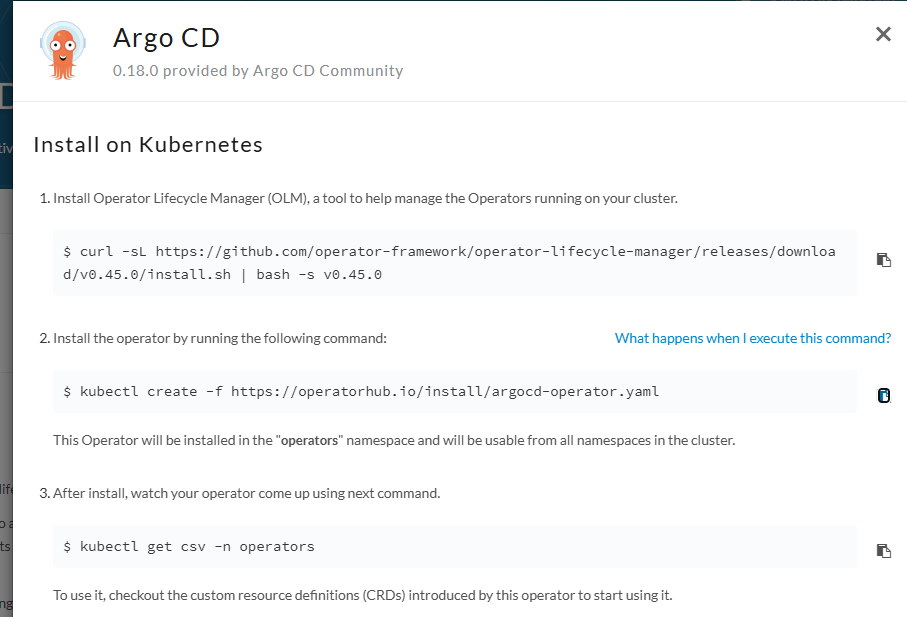 Argo CD
0.18.0 provided by Argo CD Community
Install on Kubernetes
1. Install Operator Lifecycle Manager (OLM), a tool to help manage the Operators running on your cluster.
$ curl -sL https://github.com/operator-framework/operator-lifecycle-manager/releases/downloa
d/v0.45.0/install.sh | bash -s v0.45.0
2. Install the operator by running the following command:
What happens when I execute this command?
$ kubectl create -f https://operatorhub.io/install/argocd-operator.yaml
This Operator will be installed in the "operators" namespace and will be usable from all namespaces in the cluster.
3. After install, watch your operator come up using next command.
$ kubectl get csv -n operators
To use it, checkout the custom resource definitions (CRDs) introduced by this operator to start using it.